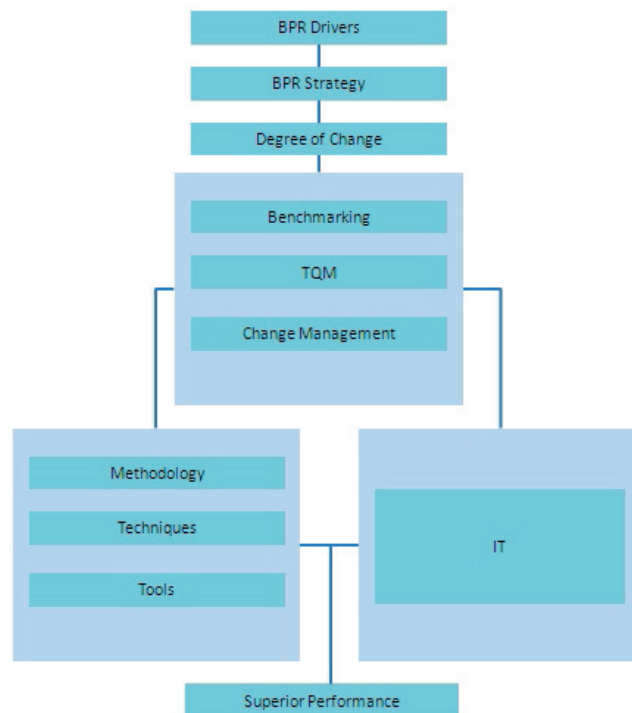 BPR Drivers
BPR Strategy
Degree of Change
Benchmarking
TQM
Change Management
Methodology
Techniques
Tools
IT
Superior Performance